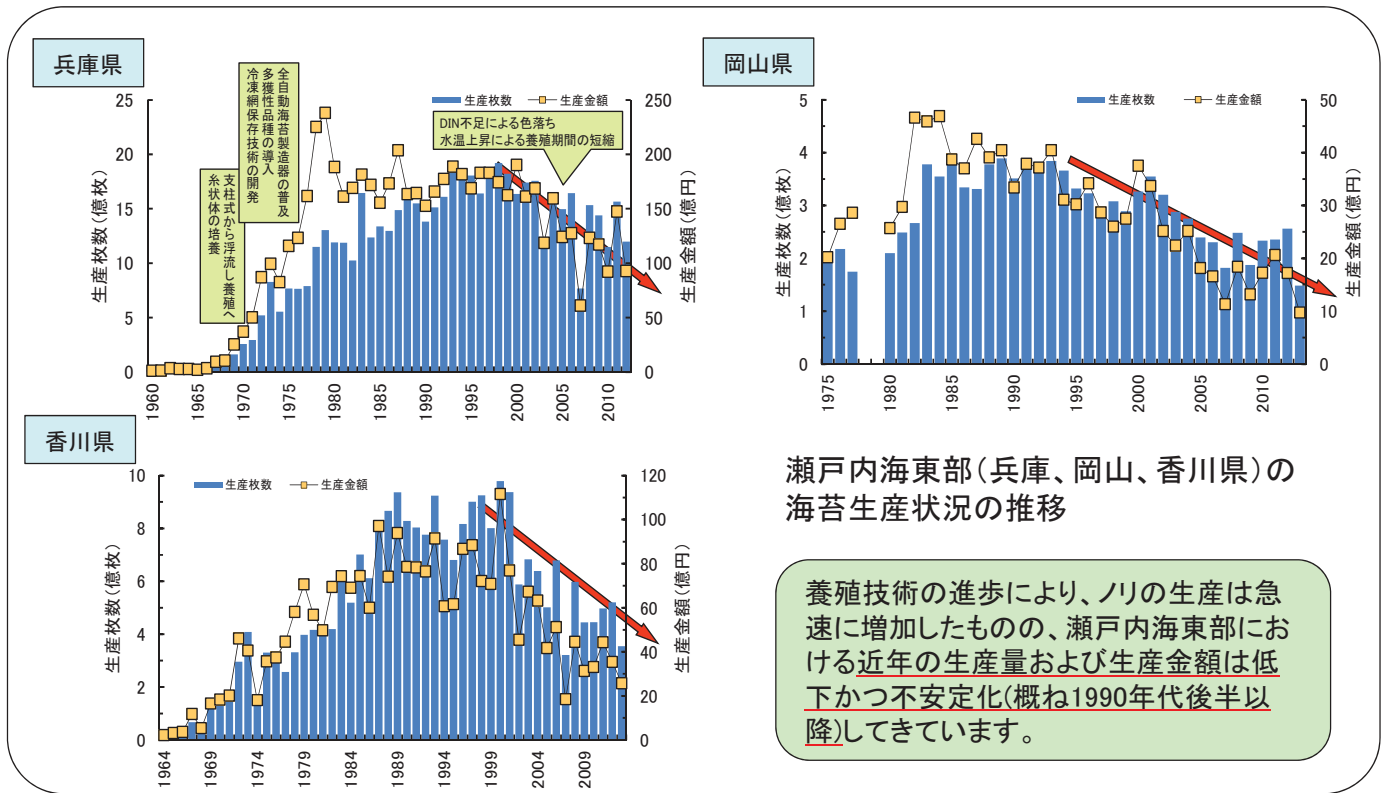 兵庫県
生産枚数(億枚)
25
20
15
10
5
0
生産枚数
生産金額
250
200
150
100
50
0
生産金額(億円)
支柱式から浮流し養殖へ
糸状体の培養
全自動海苔製造器の普及
多獲性品種の導入
冷凍網保存技術の開発
DIN不足による色落ち
水温上昇による養殖期間の短縮
1960
1965
1970
1975
1980
1985
1990
1995
2000
2005
2010
岡山県
生産枚数(億枚)
5
4
3
2
1
0
生産枚数
生産金額
50
40
30
20
10
0
生産金額(億円)
1975
1980
1985
1990
1995
2000
2005
2010
香川県
生産枚数(億枚)
10
8
6
4
2
0
生産枚数
生産金額
120
100
80
60
40
20
0
生産金額(億円)
1964
1969
1974
1979
1984
1989
1994
1999
2004
2009
瀬戸内海東部(兵庫、岡山、香川県)の
海苔生産状況の推移
養殖技術の進歩により、ノリの生産は急
速に増加したものの、瀬戸内海東部にお
ける近年の生産量および生産金額は低
下かつ不安定化(概ね1990年代後半以
降)してきています。